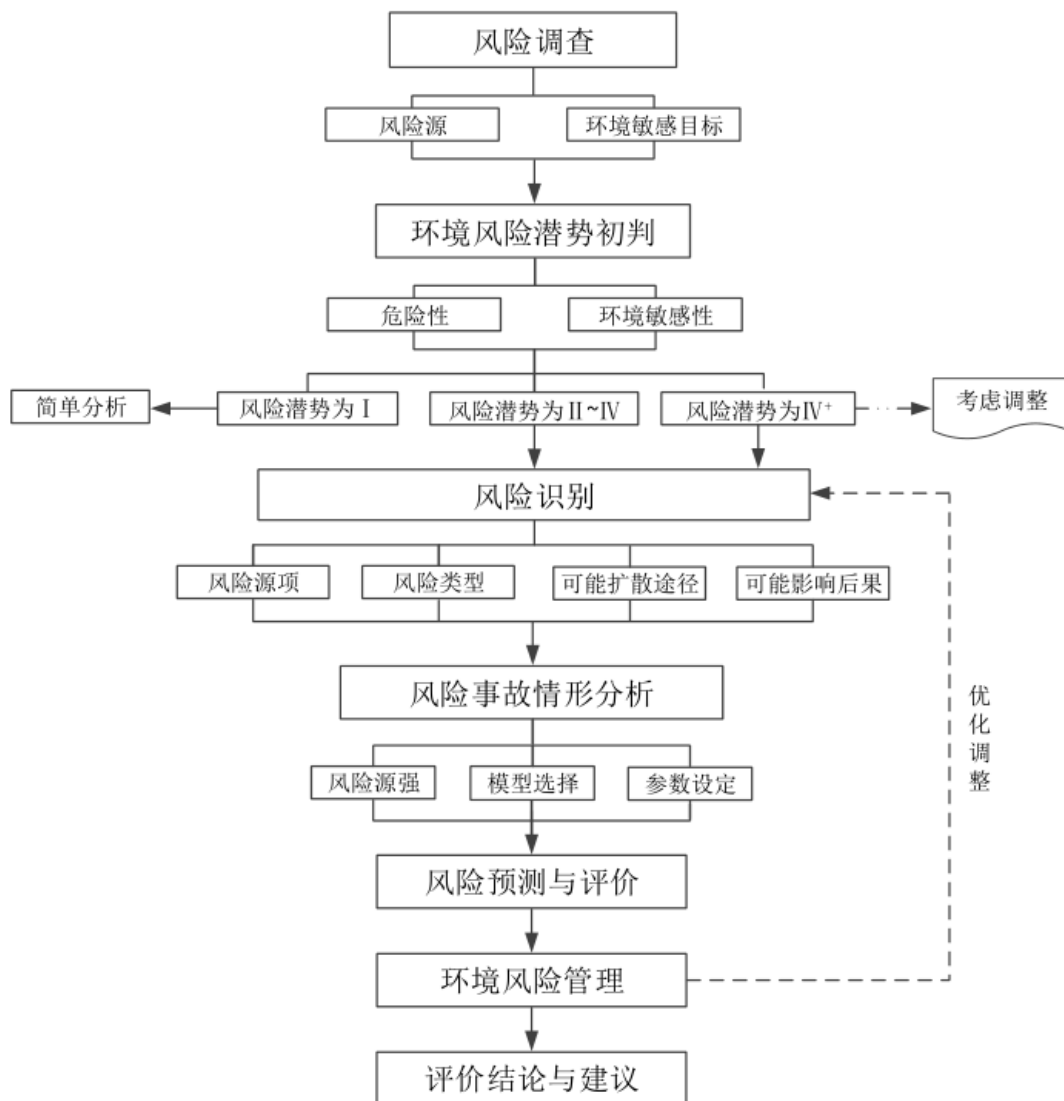 风险调查
风险源
环境敏感目标
环境风险潜势初判
危险性
环境敏感性
简单分析
风险潜势为Ⅰ
风险潜势为Ⅱ~Ⅳ
风险潜势为Ⅳ⁺
考虑调整
风险识别
风险源项
风险类型
可能扩散途径
可能影响后果
风险事故情形分析
风险源强
模型选择
参数设定
优化调整
风险预测与评价
环境风险管理
评价结论与建议